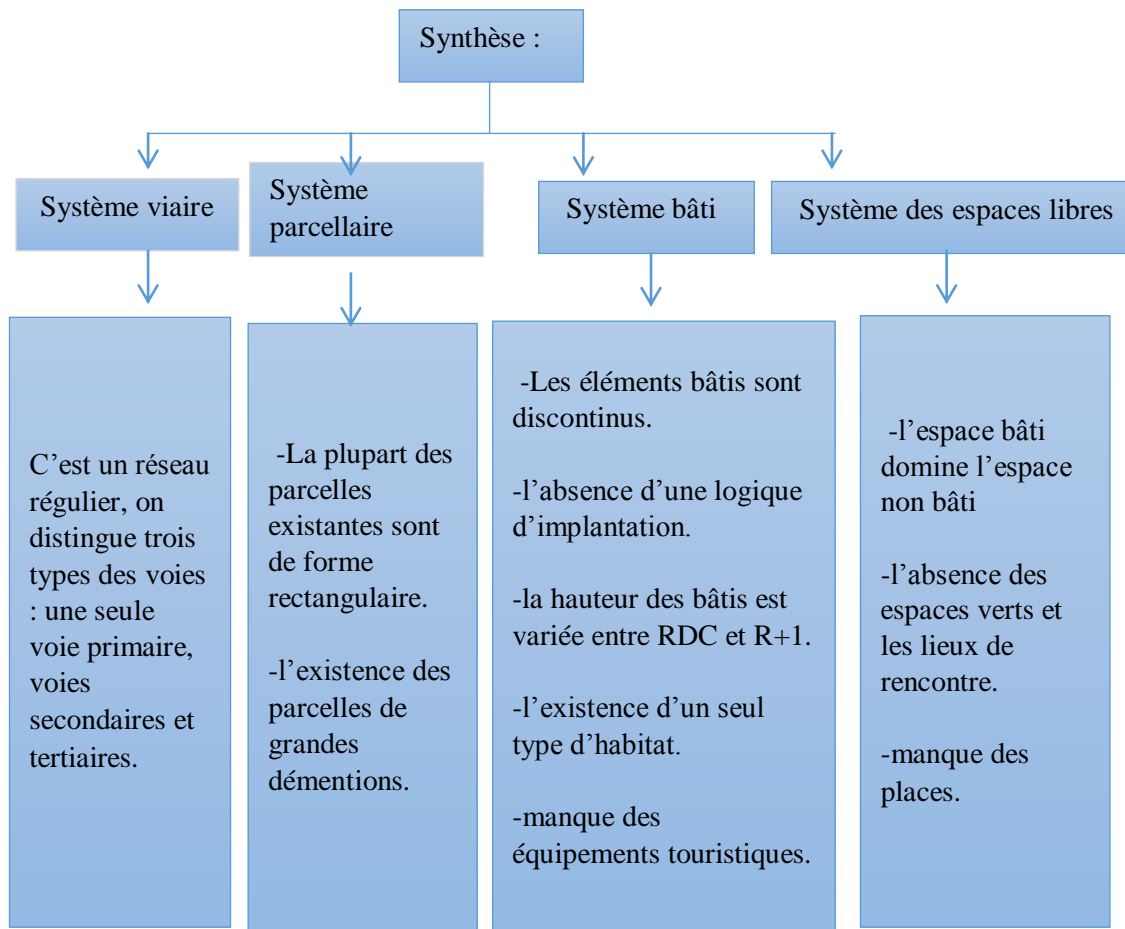 Synthèse :
Système viaire
Système
parcellaire
Système bâti
Système des espaces libres
C’est un réseau
régulier, on
distingue trois
types des voies
: une seule
voie primaire,
voies
secondaires et
tertiaires.
-La plupart des
parcelles
existantes sont
de forme
rectangulaire.
-l’existence des
parcelles de
grandes
démentions.
-Les éléments bâtis sont
discontinus.
-l’absence d’une logique
d’implantation.
-la hauteur des bâtis est
variée entre RDC et R+1.
-l’existence d’un seul
type d’habitat.
-manque des
équipements touristiques.
-l’espace bâti
domine l’espace
non bâti
-l’absence des
espaces verts et
les lieux de
rencontre.
-manque des
places.